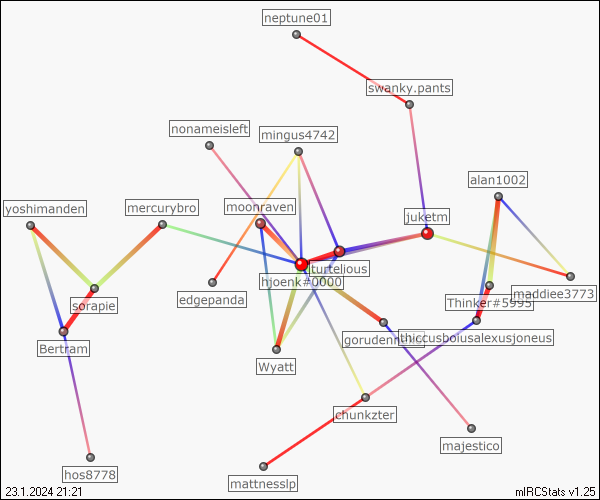 neptune01
swanky.pants
nonameisleft
mingus4742
alan1002
yoshimanden
mercurybro
moonraven
juketm
turtelious
hjoenk#0000
edgepanda
sorapie
maddiee3773
Thinker#5995
thiccusboiusalexusjoneus
Bertram
Wyatt
chunkzter
majestico
hos8778
mattnesslp
23.1.2024 21:21
mIRCStats v1.25